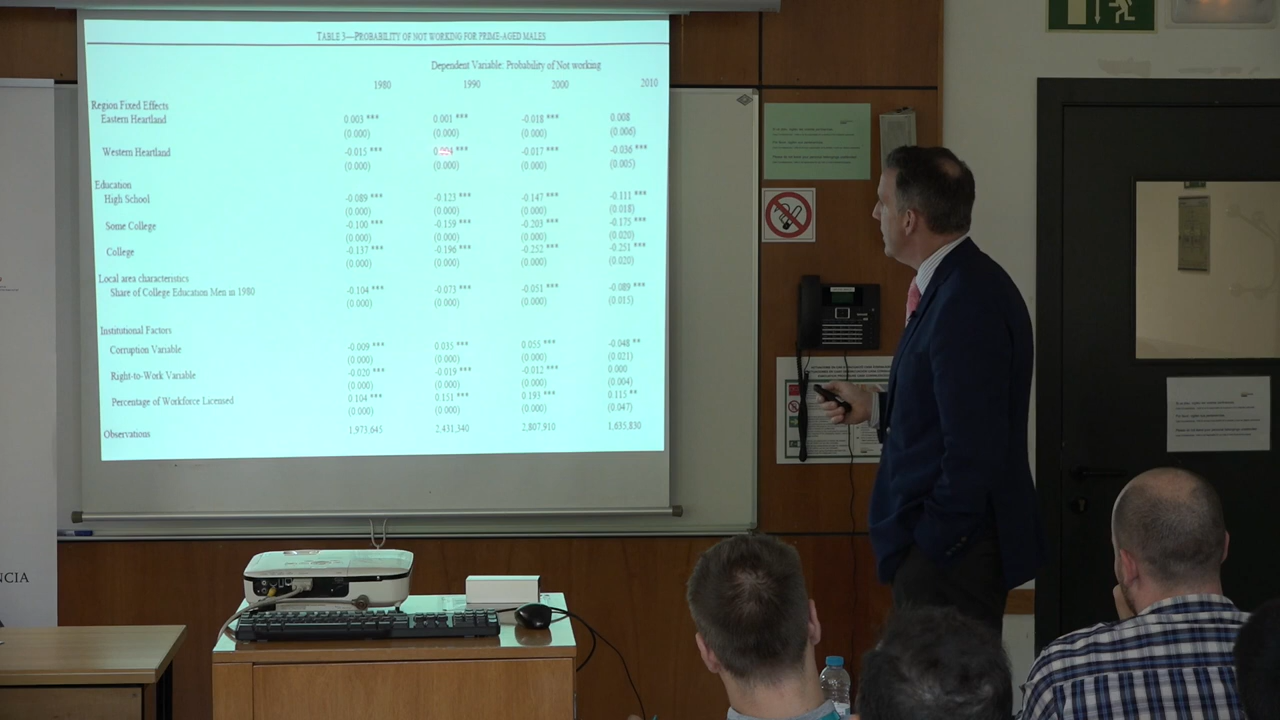 TABLE 3—PROBABILITY OF NOT WORKING FOR PRIME-AGED MALES
Dependent Variable: Probability of Not working
1980 1990 2000 2010
Region Fixed Effects
Eastern Heartland 0.003 *** 0.001 *** -0.018 *** 0.008
(0.000) (0.000) (0.000) (0.006)
Western Heartland -0.015 *** *** -0.017 *** -0.036 ***
(0.000) (0.000) (0.000) (0.005)
Education
High School -0.089 *** -0.123 *** -0.147 *** -0.111 ***
(0.000) (0.000) (0.000) (0.018)
Some College -0.100 *** -0.159 *** -0.203 *** -0.175 ***
(0.000) (0.000) (0.000) (0.020)
College -0.137 *** -0.196 *** -0.252 *** -0.251 ***
(0.000) (0.000) (0.000) (0.020)
Local area characteristics
Share of College Education Men in 1980 -0.104 *** -0.073 *** -0.051 *** -0.089 ***
(0.000) (0.000) (0.000) (0.015)
Institutional Factors
Corruption Variable -0.009 *** 0.035 *** 0.055 *** -0.048 **
(0.000) (0.000) (0.000) (0.021)
Right-to-Work Variable -0.020 *** -0.019 *** -0.012 *** 0.000
(0.000) (0.000) (0.000) (0.004)
Percentage of Workforce Licensed 0.104 *** 0.151 *** 0.193 *** 0.115 **
(0.000) (0.000) (0.000) (0.047)
Observations 1,973,645 2,431,340 2,807,910 1,635,830
NCIA